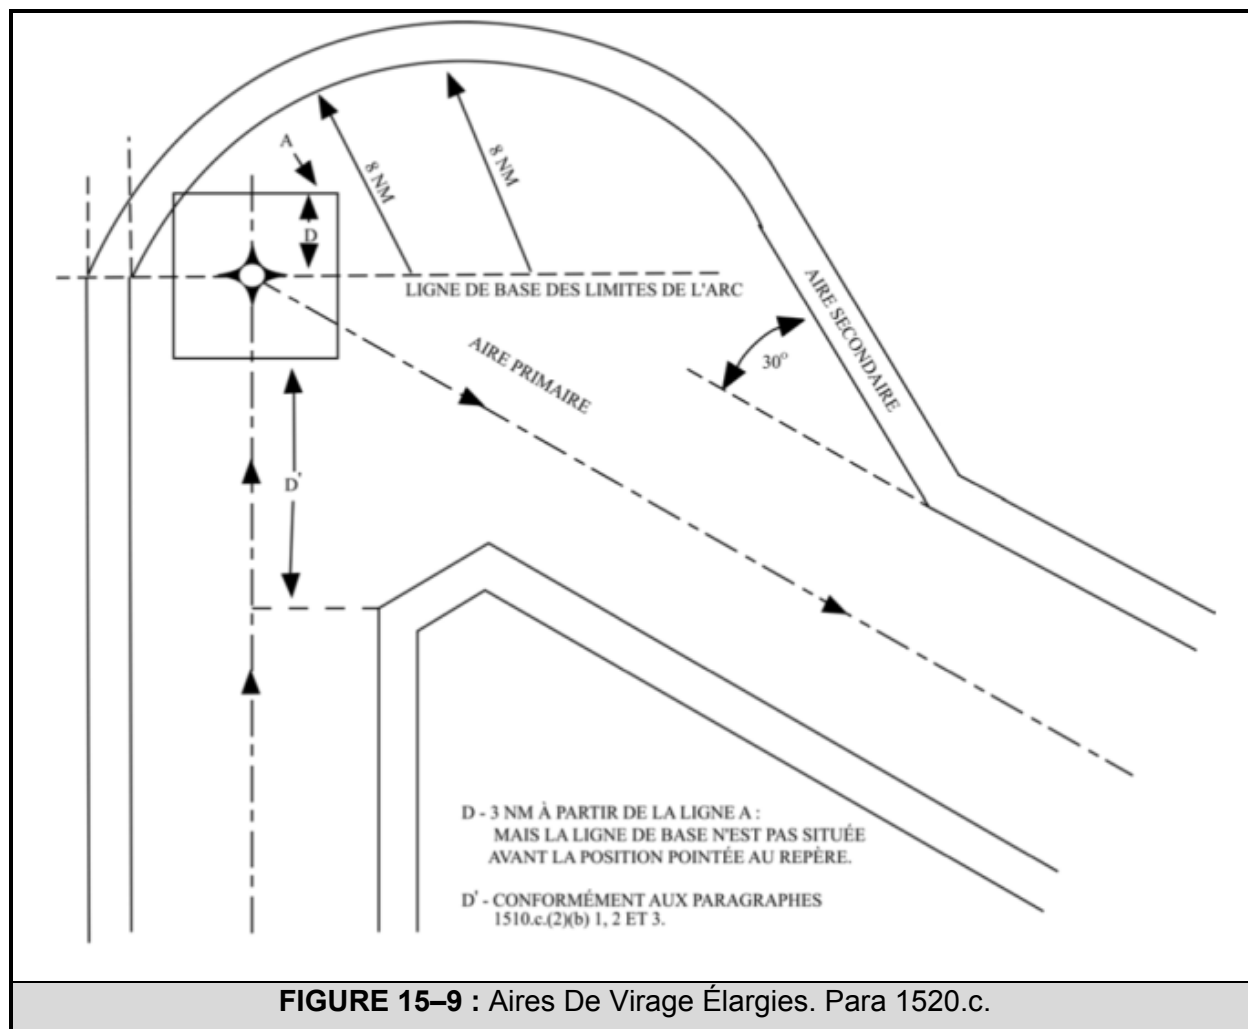 A
8 NM
8 NM
D
LIGNE DE BASE DES LIMITES DE L'ARC
AIRE PRIMAIRE
30°
AIRE SECONDAIRE
D'
D - 3 NM À PARTIR DE LA LIGNE A :
MAIS LA LIGNE DE BASE N'EST PAS SITUÉE
AVANT LA POSITION POINTÉE AU REPÈRE.
D' - CONFORMÉMENT AUX PARAGRAPHES
1510.c.(2)(b) 1, 2 ET 3.
FIGURE 15–9 : Aires De Virage Élargies. Para 1520.c.